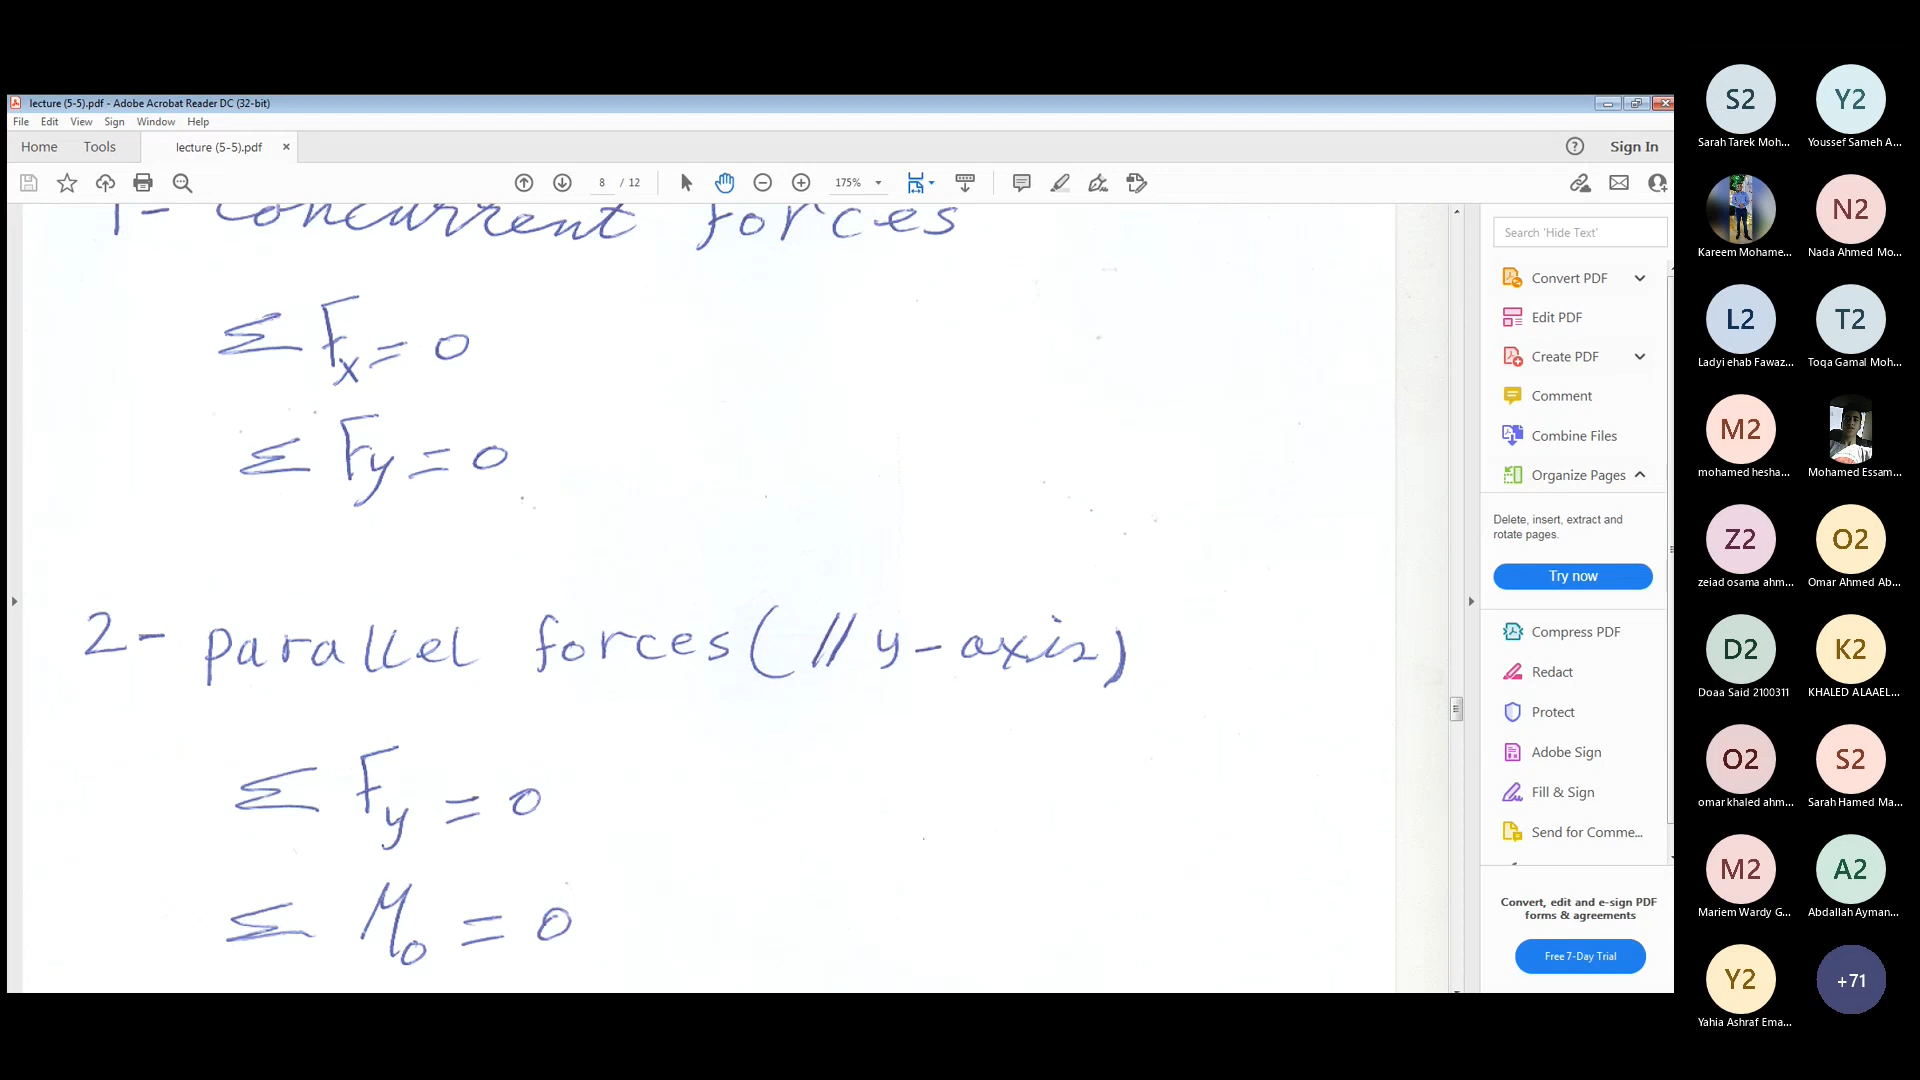 lecture (5-5).pdf - Adobe Acrobat Reader DC (32-bit)
File Edit View Sign Window Help
Home Tools lecture (5-5).pdf × Sign In
8 / 12 175%
1- Concurrent forces
Σ Fx = 0
Σ Fy = 0
2- parallel forces ( // y-axis)
Σ Fy = 0
Σ Mo = 0
Search 'Hide Text'
Convert PDF
Edit PDF
Create PDF
Comment
Combine Files
Organize Pages
Delete, insert, extract and
rotate pages.
Try now
Compress PDF
Redact
Protect
Adobe Sign
Fill & Sign
Send for Comme...
Convert, edit and e-sign PDF
forms & agreements
Free 7-Day Trial
S2 Y2
Sarah Tarek Moh... Youssef Sameh A...
N2
Kareem Mohame... Nada Ahmed Mo...
L2 T2
Ladyi ehab Fawaz... Toqa Gamal Moh...
M2
mohamed hesha... Mohamed Essam...
Z2 O2
zeiad osama ahm... Omar Ahmed Ab...
D2 K2
Doaa Said 2100311 KHALED ALAAEL...
O2 S2
omar khaled ahm... Sarah Hamed Ma...
M2 A2
Mariem Wardy G... Abdallah Ayman...
Y2 +71
Yahia Ashraf Ema...